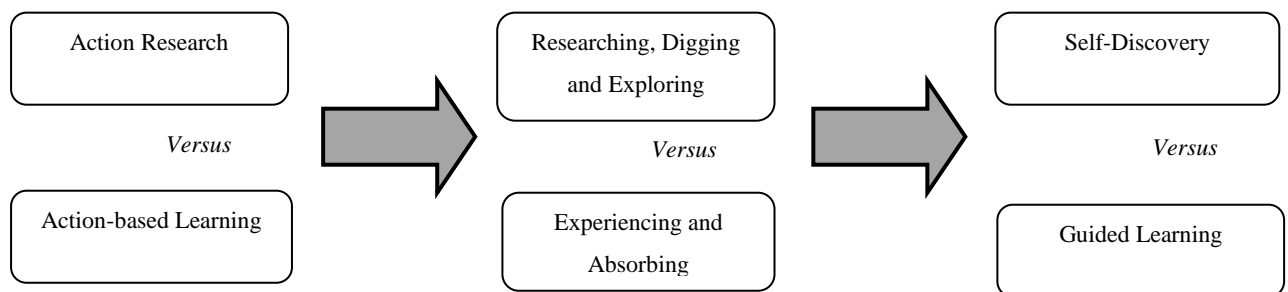 Action Research
Versus
Action-based Learning
Researching, Digging
and Exploring
Versus
Experiencing and
Absorbing
Self-Discovery
Versus
Guided Learning